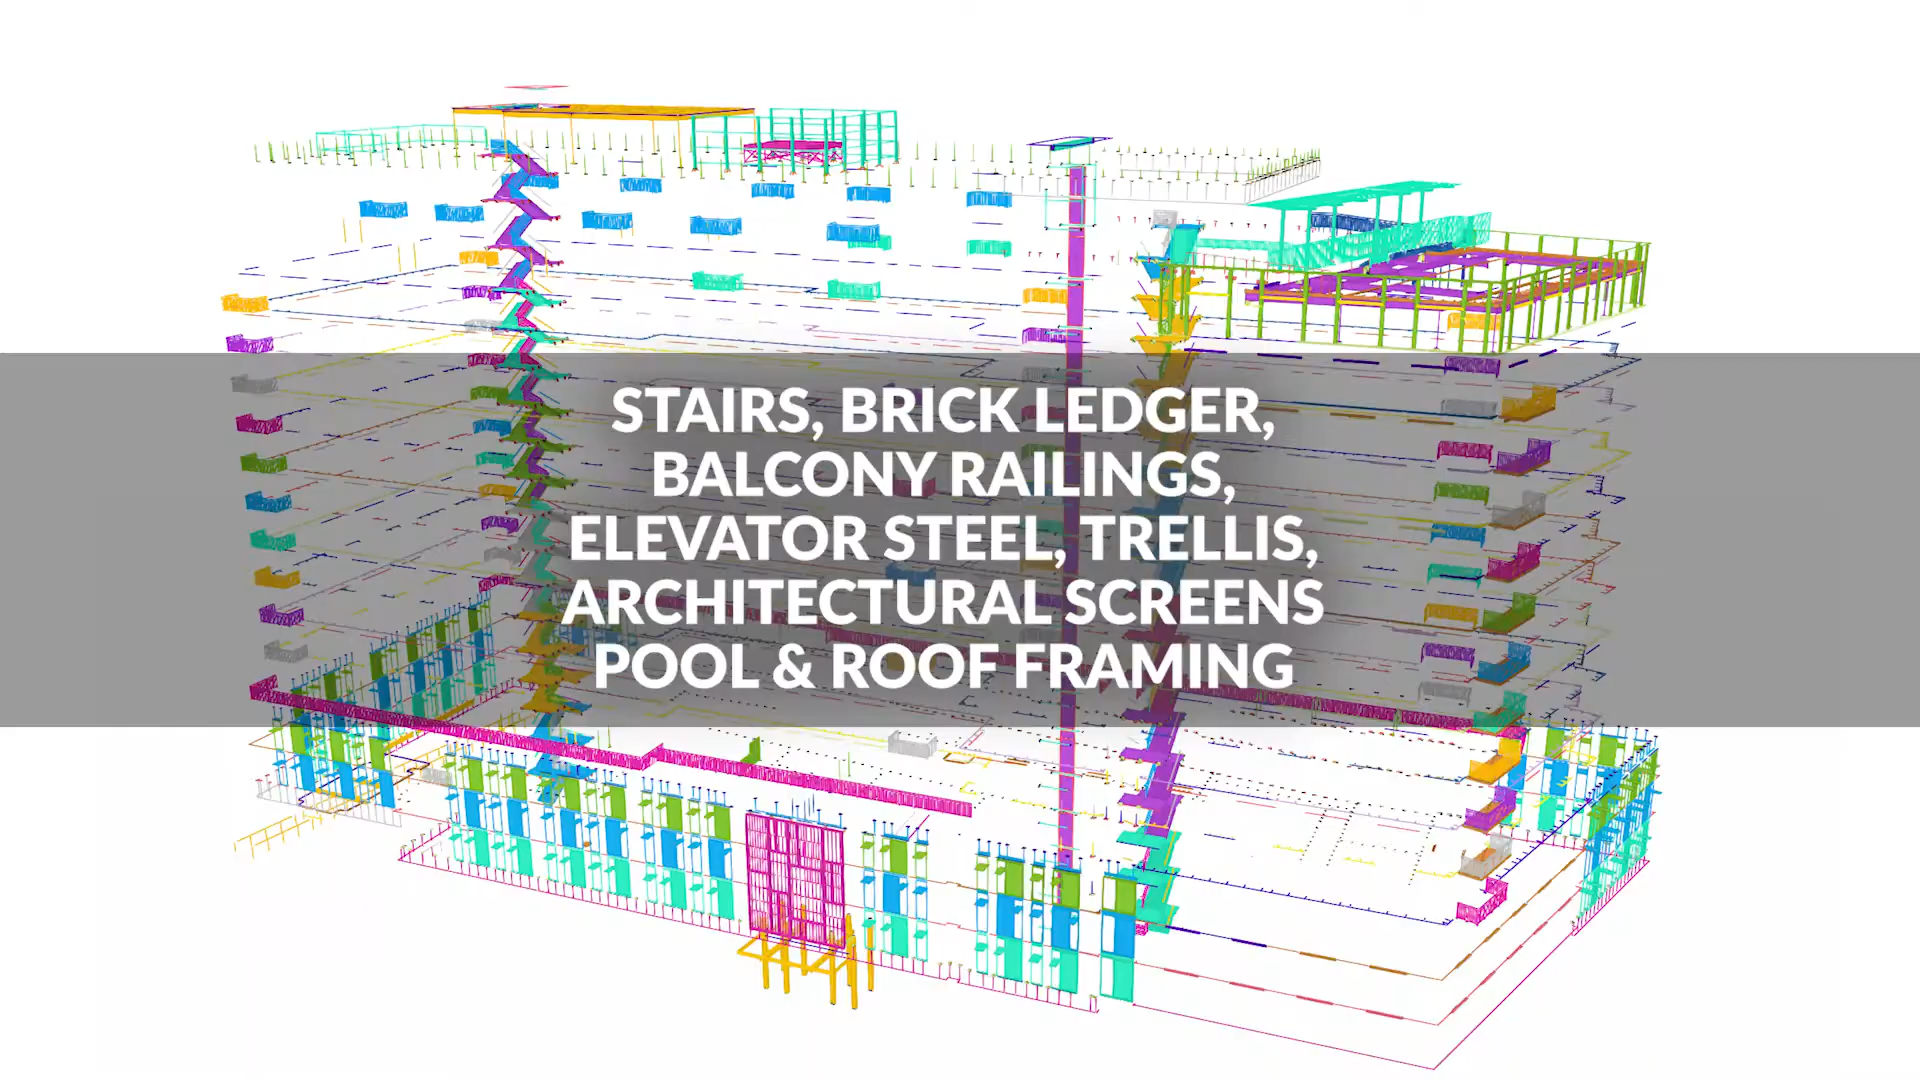 STAIRS, BRICK LEDGER,
BALCONY RAILINGS,
ELEVATOR STEEL, TRELLIS,
ARCHITECTURAL SCREENS
POOL & ROOF FRAMING